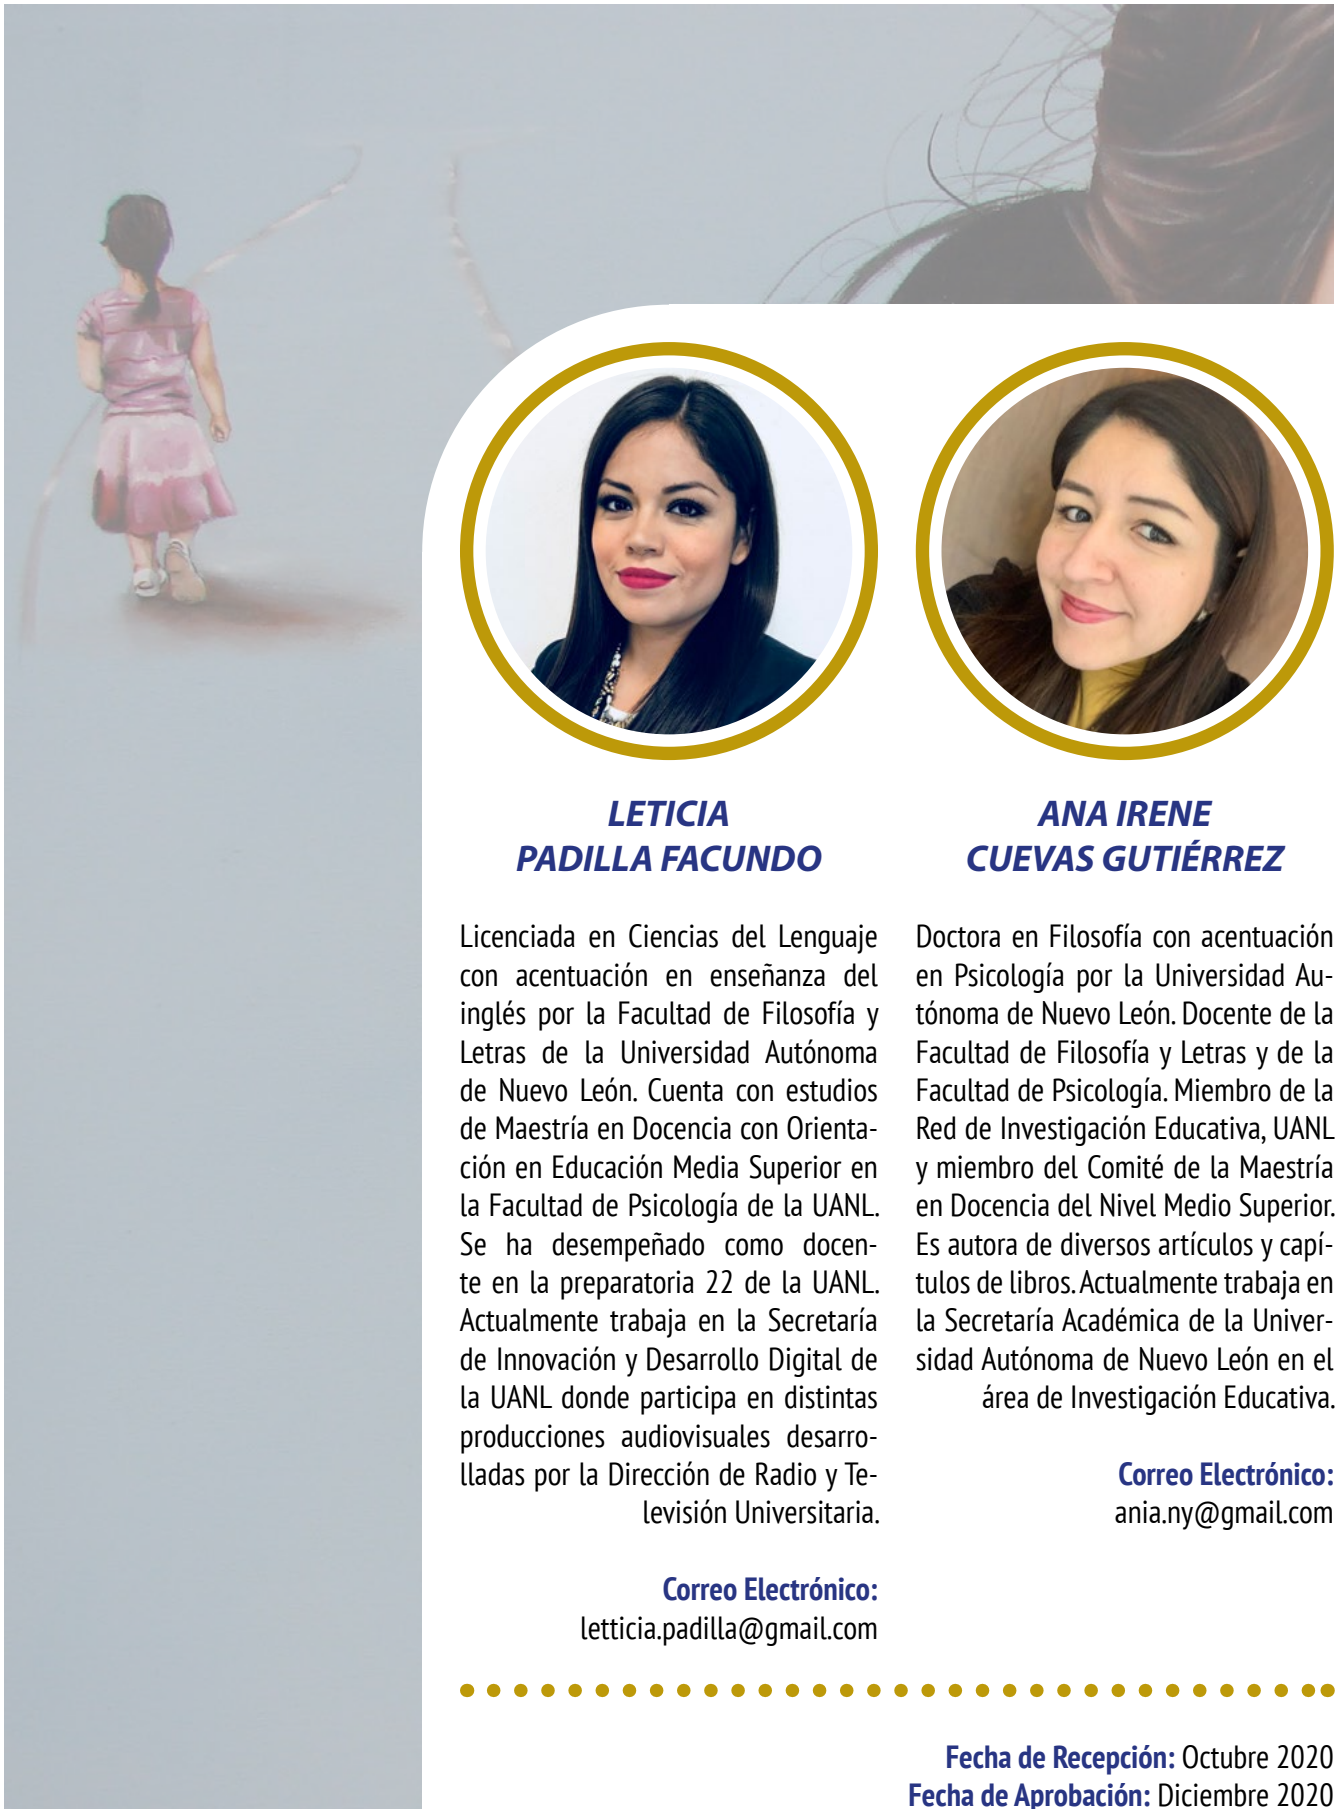 LETICIA
PADILLA FACUNDO
Licenciada en Ciencias del Lenguaje
con acentuación en enseñanza del
inglés por la Facultad de Filosofía y
Letras de la Universidad Autónoma
de Nuevo León. Cuenta con estudios
de Maestría en Docencia con Orienta-
ción en Educación Media Superior en
la Facultad de Psicología de la UANL.
Se ha desempeñado como docen-
te en la preparatoria 22 de la UANL.
Actualmente trabaja en la Secretaría
de Innovación y Desarrollo Digital de
la UANL donde participa en distintas
producciones audiovisuales desarro-
lladas por la Dirección de Radio y Te-
levisión Universitaria.
Correo Electrónico:
letticia.padilla@gmail.com
ANA IRENE
CUEVAS GUTIÉRREZ
Doctora en Filosofía con acentuación
en Psicología por la Universidad Au-
tónoma de Nuevo León. Docente de la
Facultad de Filosofía y Letras y de la
Facultad de Psicología. Miembro de la
Red de Investigación Educativa, UANL
y miembro del Comité de la Maestría
en Docencia del Nivel Medio Superior.
Es autora de diversos artículos y capí-
tulos de libros. Actualmente trabaja en
la Secretaría Académica de la Univer-
sidad Autónoma de Nuevo León en el
área de Investigación Educativa.
Correo Electrónico:
ania.ny@gmail.com
Fecha de Recepción: Octubre 2020
Fecha de Aprobación: Diciembre 2020